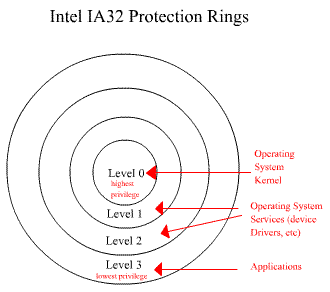 Intel IA32 Protection Rings
Level 0
highest
privilege
Level 1
Level 2
Level 3
lowest privilege
Operating
System
Kernel
Operating System
Services (device
Drivers, etc)
Applications